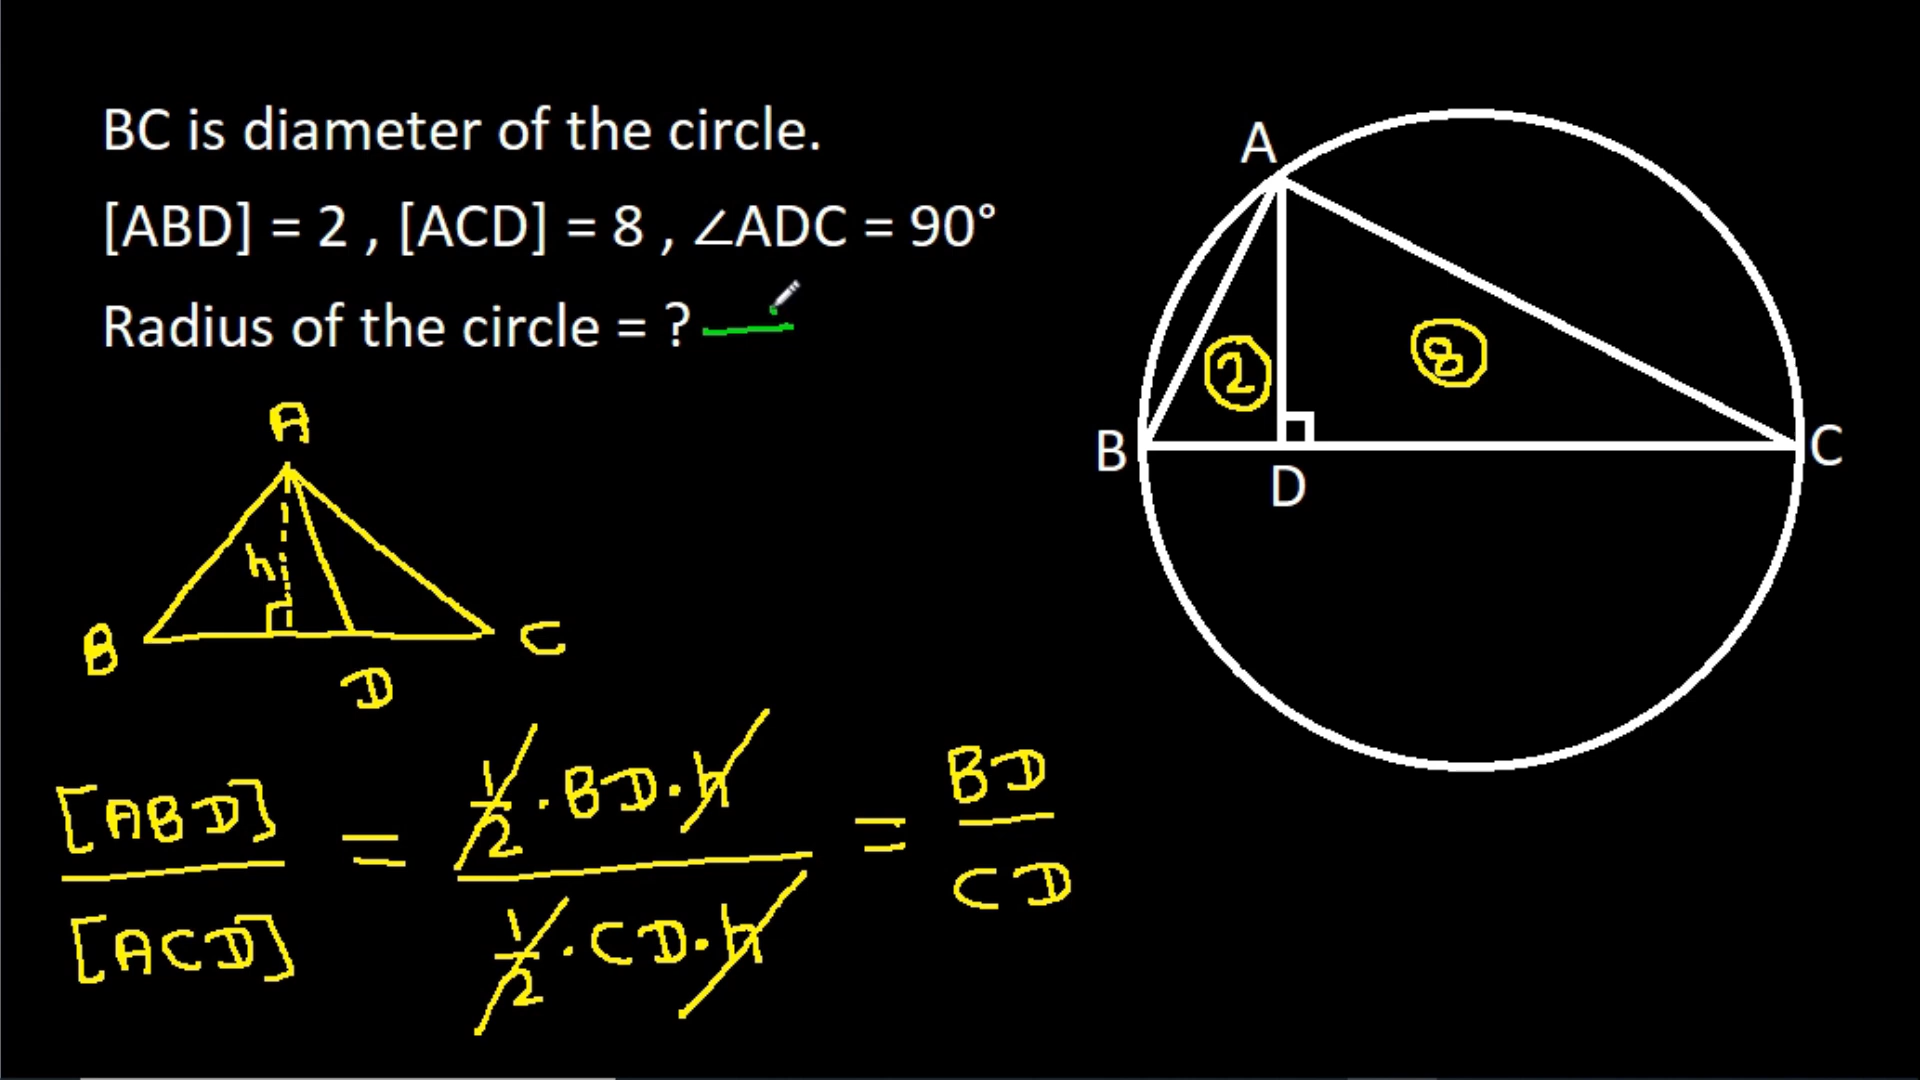 BC is diameter of the circle.
[ABD] = 2 , [ACD] = 8 , ∠ADC = 90°
Radius of the circle = ?
A
B
D
C
2
8
A
h
B
D
C
[ABD] / [ACD] = 1/2 · BD · h / 1/2 · CD · h = BD / CD